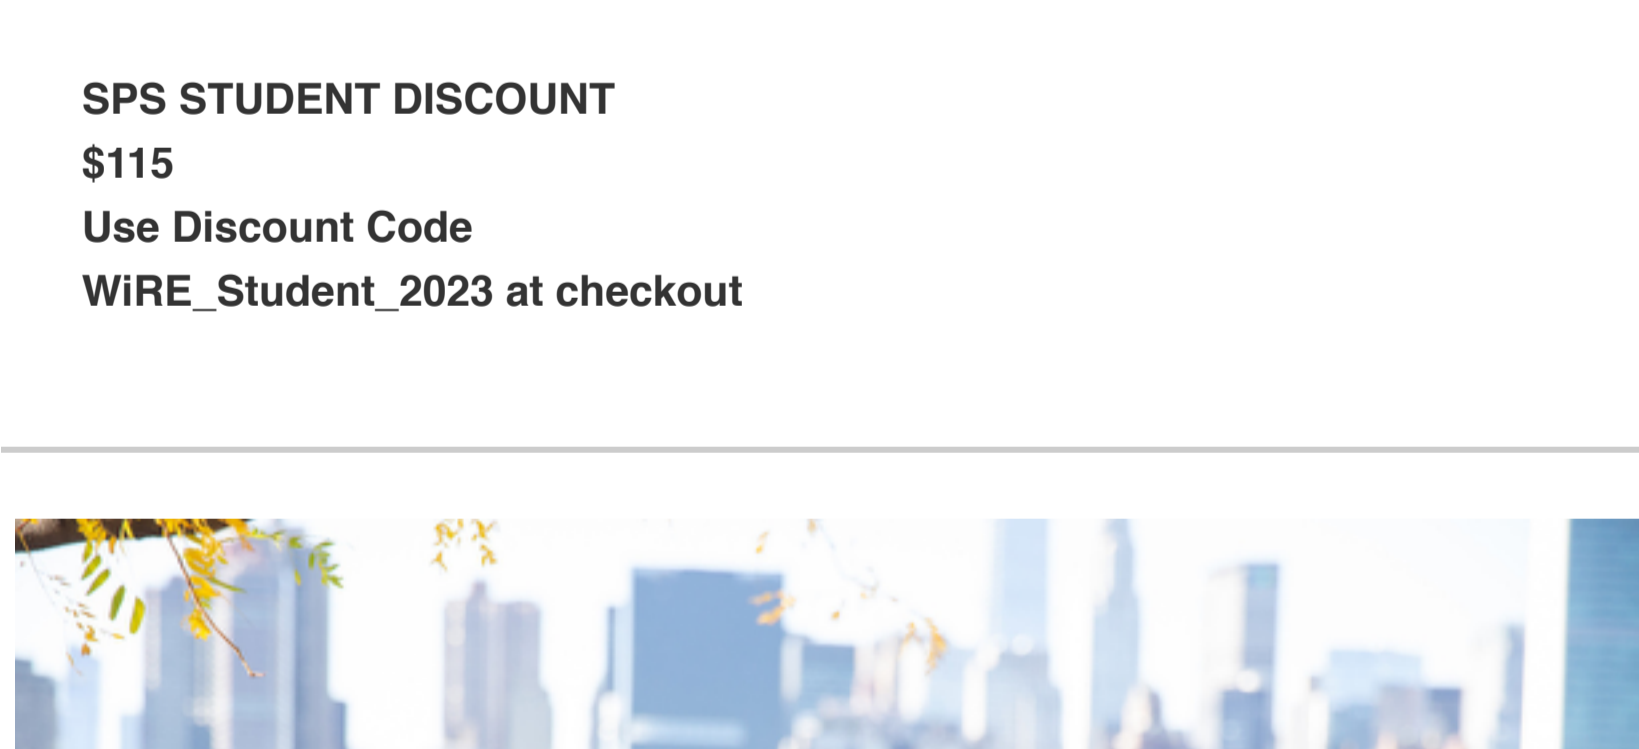 SPS STUDENT DISCOUNT
$115
Use Discount Code
WiRE_Student_2023 at checkout